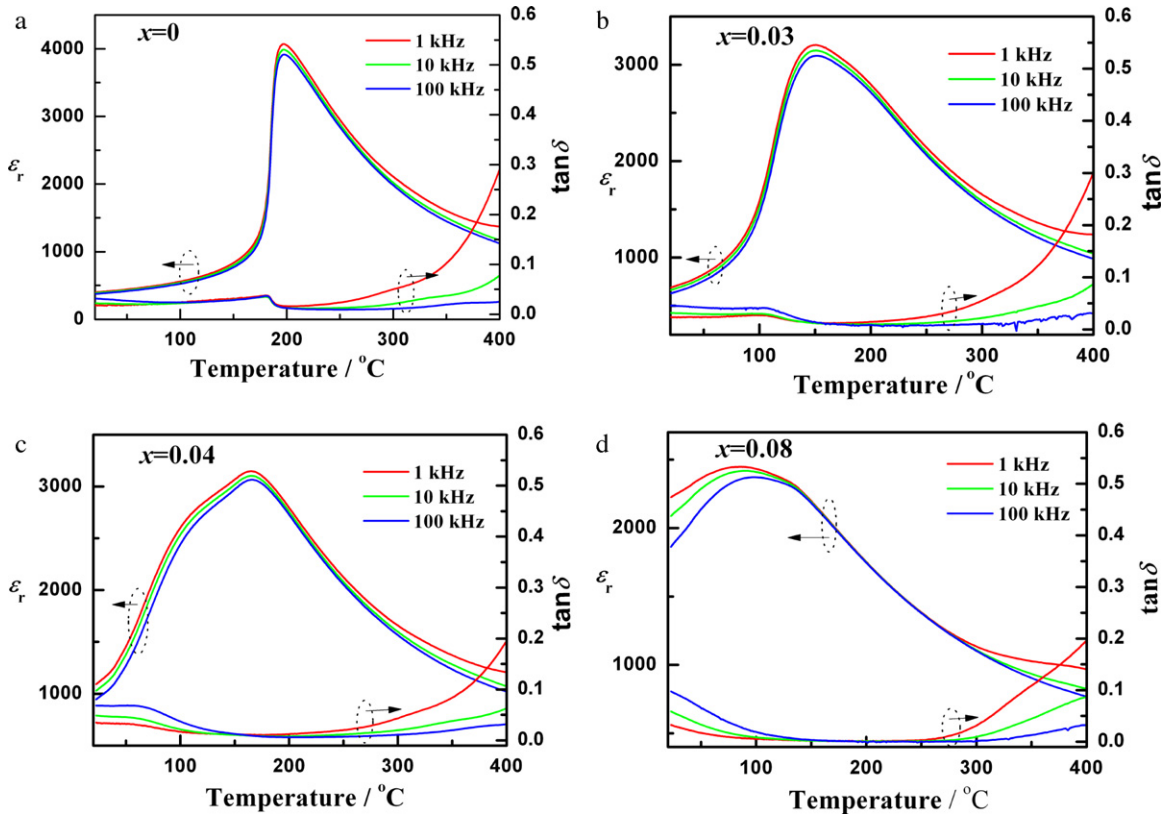 a
x=0
1 kHz
10 kHz
100 kHz
4000
3000
2000
1000
0
εr
0.6
0.5
0.4
0.3
0.2
0.1
0.0
tanδ
100
200
300
400
Temperature / °C
b
x=0.03
1 kHz
10 kHz
100 kHz
3000
2000
1000
εr
0.6
0.5
0.4
0.3
0.2
0.1
0.0
tanδ
100
200
300
400
Temperature / °C
c
x=0.04
1 kHz
10 kHz
100 kHz
3000
2000
1000
εr
0.6
0.5
0.4
0.3
0.2
0.1
0.0
tanδ
100
200
300
400
Temperature / °C
d
x=0.08
1 kHz
10 kHz
100 kHz
2000
1000
εr
0.6
0.5
0.4
0.3
0.2
0.1
0.0
tanδ
100
200
300
400
Temperature / °C